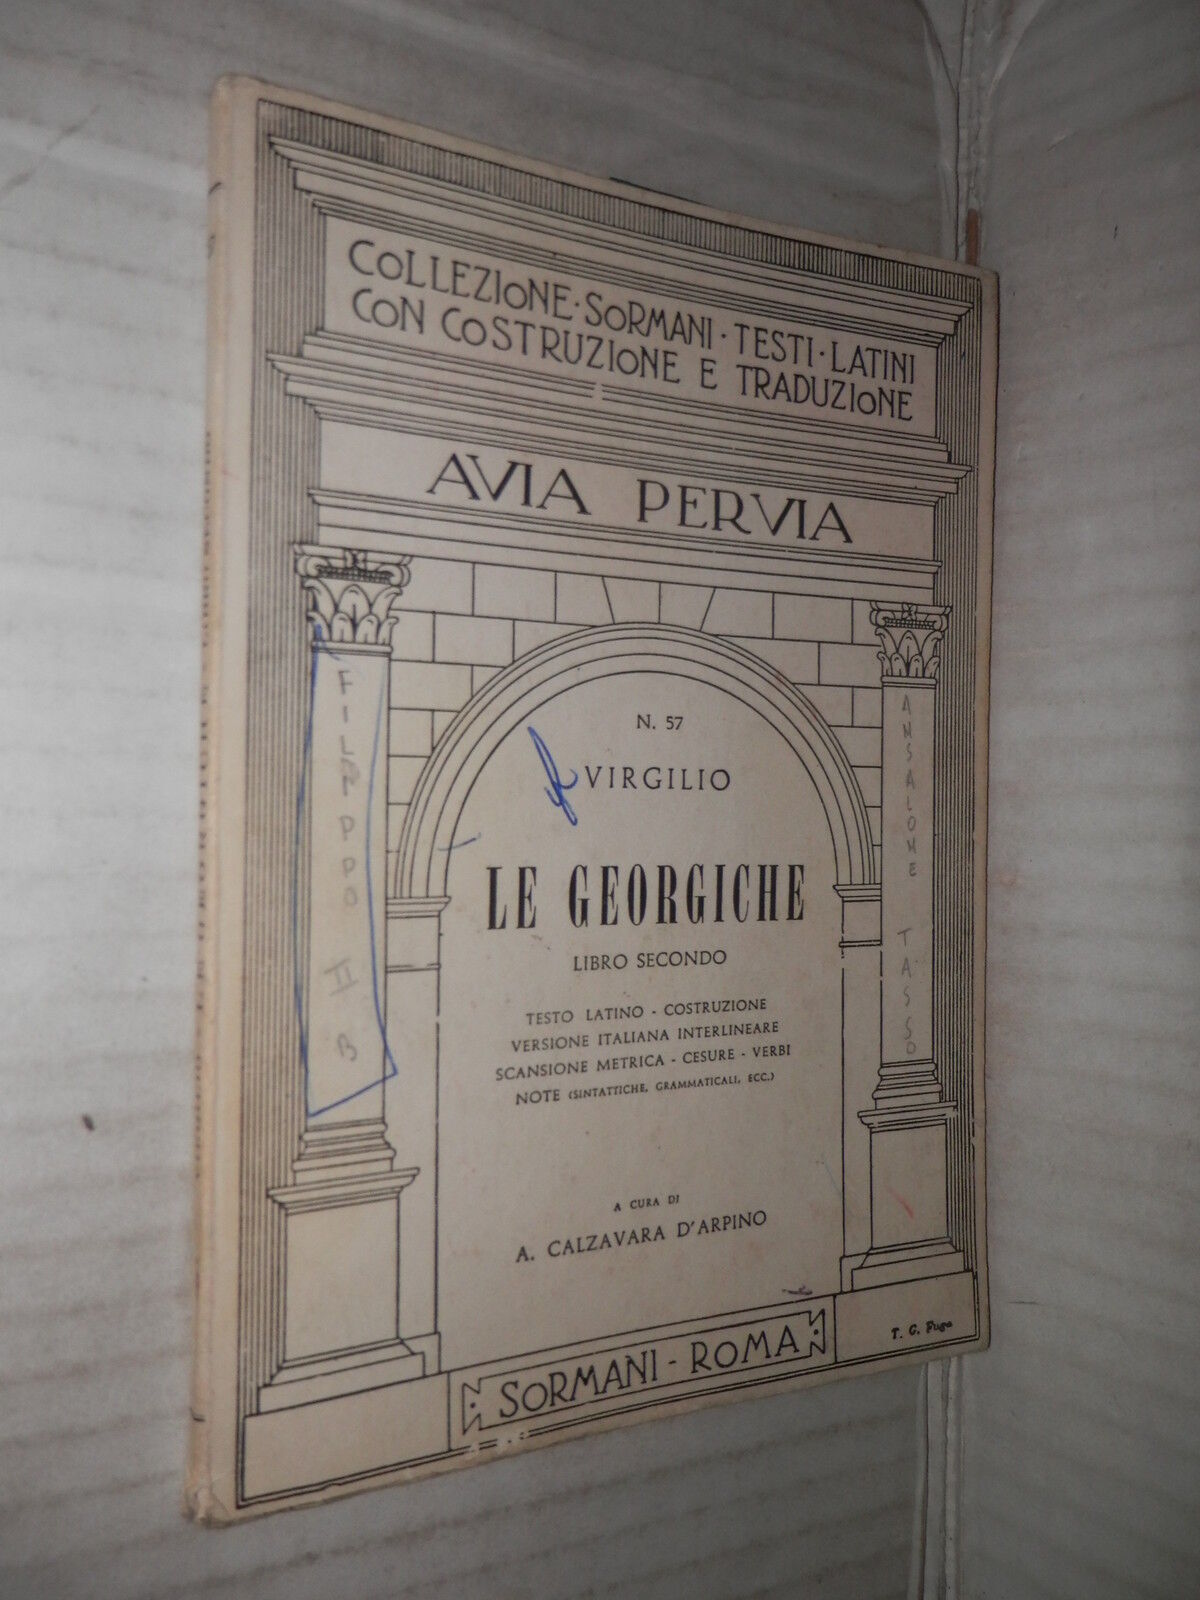 COLLEZIONE · SORMANI · TESTI · LATINI
CON COSTRUZIONE E TRADUZIONE
AVIA PERVIA
FILIPPO II B
ANSALONE TASSO
N. 57
VIRGILIO
LE GEORGICHE
LIBRO SECONDO
TESTO LATINO - COSTRUZIONE
VERSIONE ITALIANA INTERLINEARE
SCANSIONE METRICA - CESURE - VERBI
NOTE (SINTATTICHE, GRAMMATICALI, ECC.)
A CURA DI
A. CALZAVARA D'ARPINO
T. G. Fuga
SORMANI - ROMA